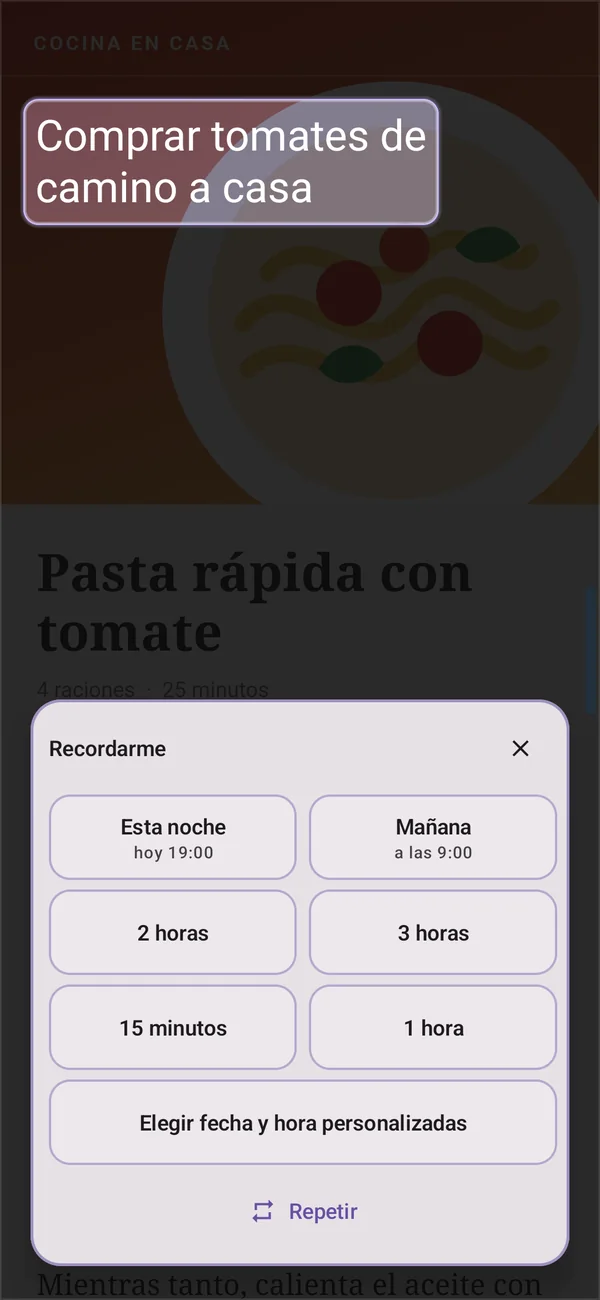 COCINA EN CASA
Comprar tomates de
camino a casa
Pasta rápida con
tomate
4 raciones · 25 minutos
Recordarme
Esta noche
hoy 19:00
Mañana
a las 9:00
2 horas
3 horas
15 minutos
1 hora
Elegir fecha y hora personalizadas
Repetir
Mientras tanto, calienta el aceite con